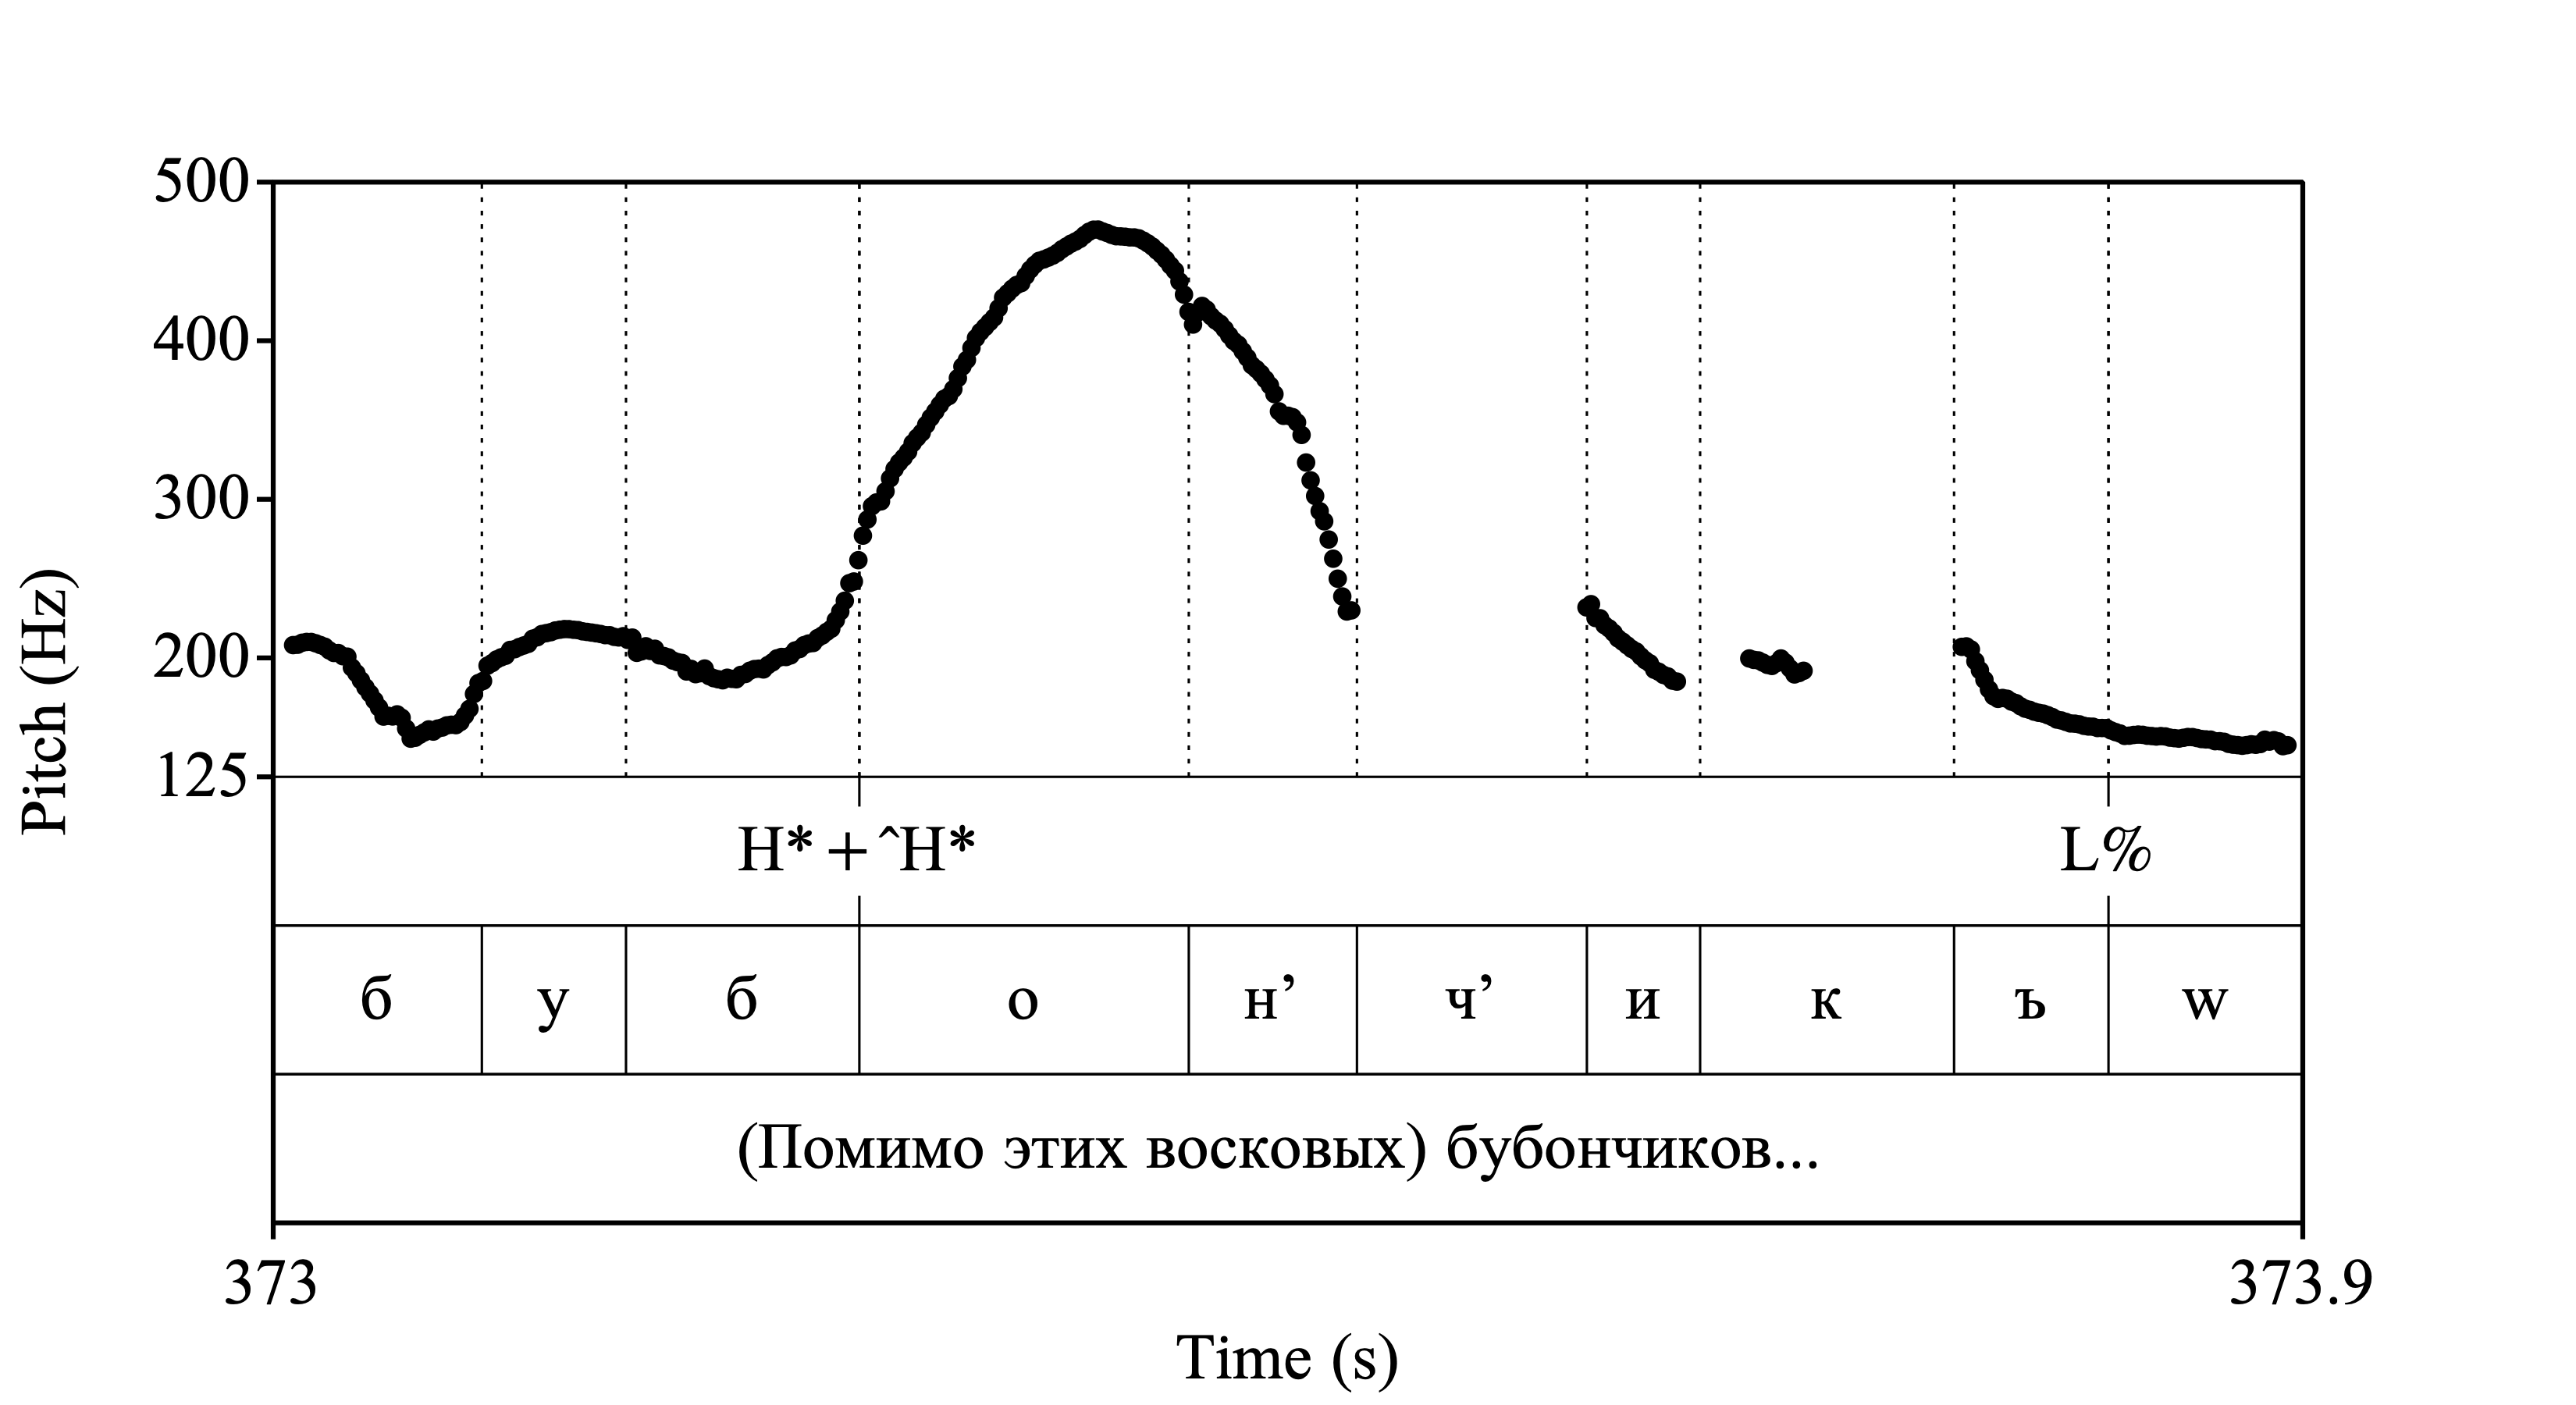 500
400
300
200
125
Pitch (Hz)
H* + ˆH* L%
б у б о н’ ч’ и к ъ w
(Помимо этих восковых) бубончиков...
373 373.9
Time (s)